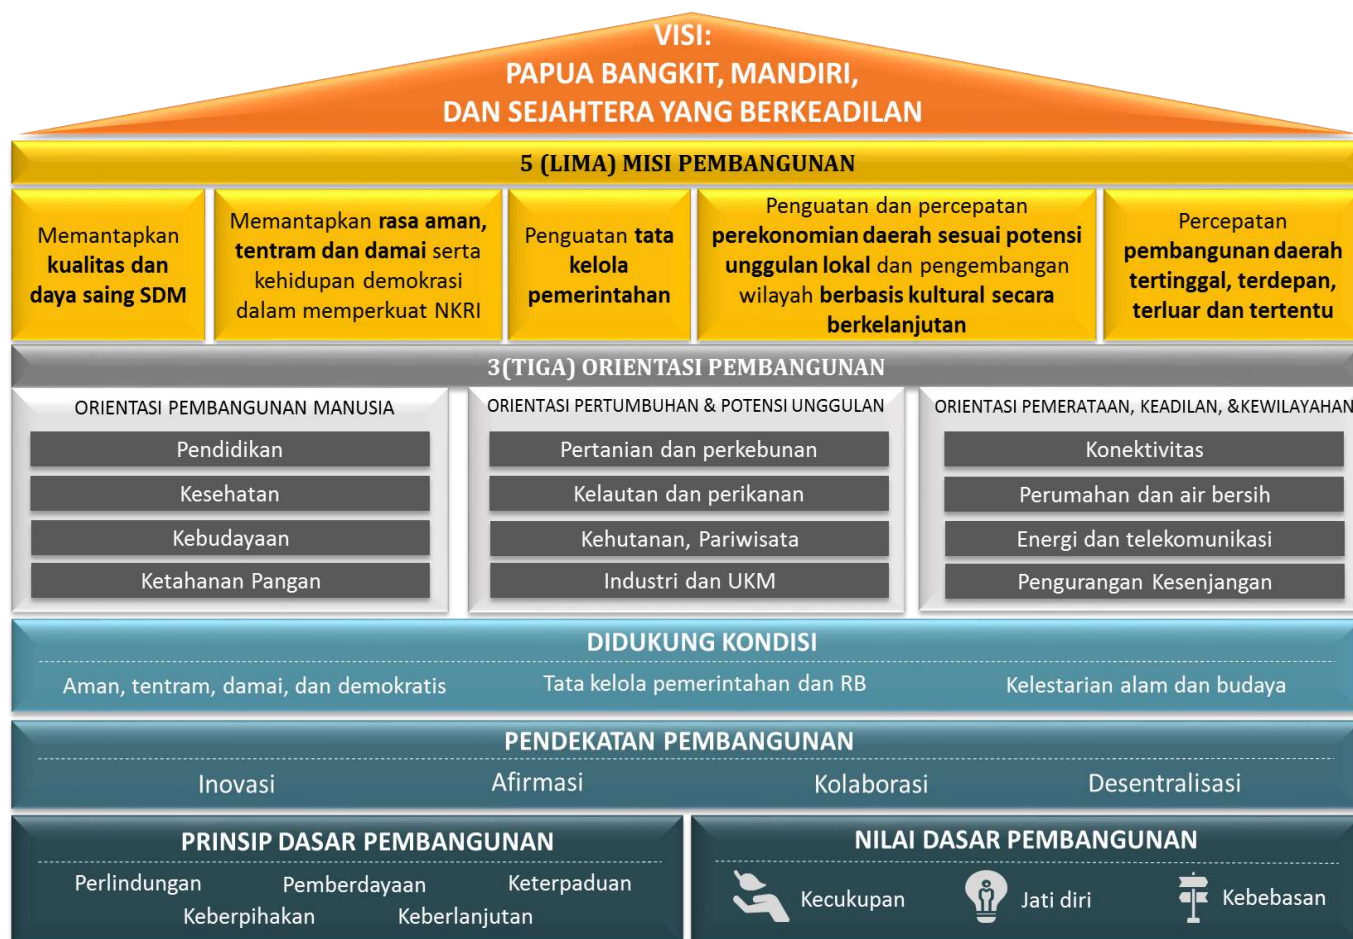 VISI:
PAPUA BANGKIT, MANDIRI,
DAN SEJAHTERA YANG BERKEADILAN
5 (LIMA) MISI PEMBANGUNAN
Memantapkan
kualitas dan
daya saing SDM
Memantapkan rasa aman,
tentram dan damai serta
kehidupan demokrasi
dalam memperkuat NKRI
Penguatan tata
kelola
pemerintahan
Penguatan dan percepatan
perekonomian daerah sesuai potensi
unggulan lokal dan pengembangan
wilayah berbasis kultural secara
berkelanjutan
Percepatan
pembangunan daerah
tertinggal, terdepan,
terluar dan tertentu
3(TIGA) ORIENTASI PEMBANGUNAN
ORIENTASI PEMBANGUNAN MANUSIA
Pendidikan
Kesehatan
Kebudayaan
Ketahanan Pangan
ORIENTASI PERTUMBUHAN & POTENSI UNGGULAN
Pertanian dan perkebunan
Kelautan dan perikanan
Kehutanan, Pariwisata
Industri dan UKM
ORIENTASI PEMERATAAN, KEADILAN, &KEWILAYAHAN
Konektivitas
Perumahan dan air bersih
Energi dan telekomunikasi
Pengurangan Kesenjangan
DIDUKUNG KONDISI
Aman, tentram, damai, dan demokratis
Tata kelola pemerintahan dan RB
Kelestarian alam dan budaya
PENDEKATAN PEMBANGUNAN
Inovasi
Afirmasi
Kolaborasi
Desentralisasi
PRINSIP DASAR PEMBANGUNAN
Perlindungan
Pemberdayaan
Keterpaduan
Keberpihakan
Keberlanjutan
NILAI DASAR PEMBANGUNAN
Kecukupan
Jati diri
Kebebasan